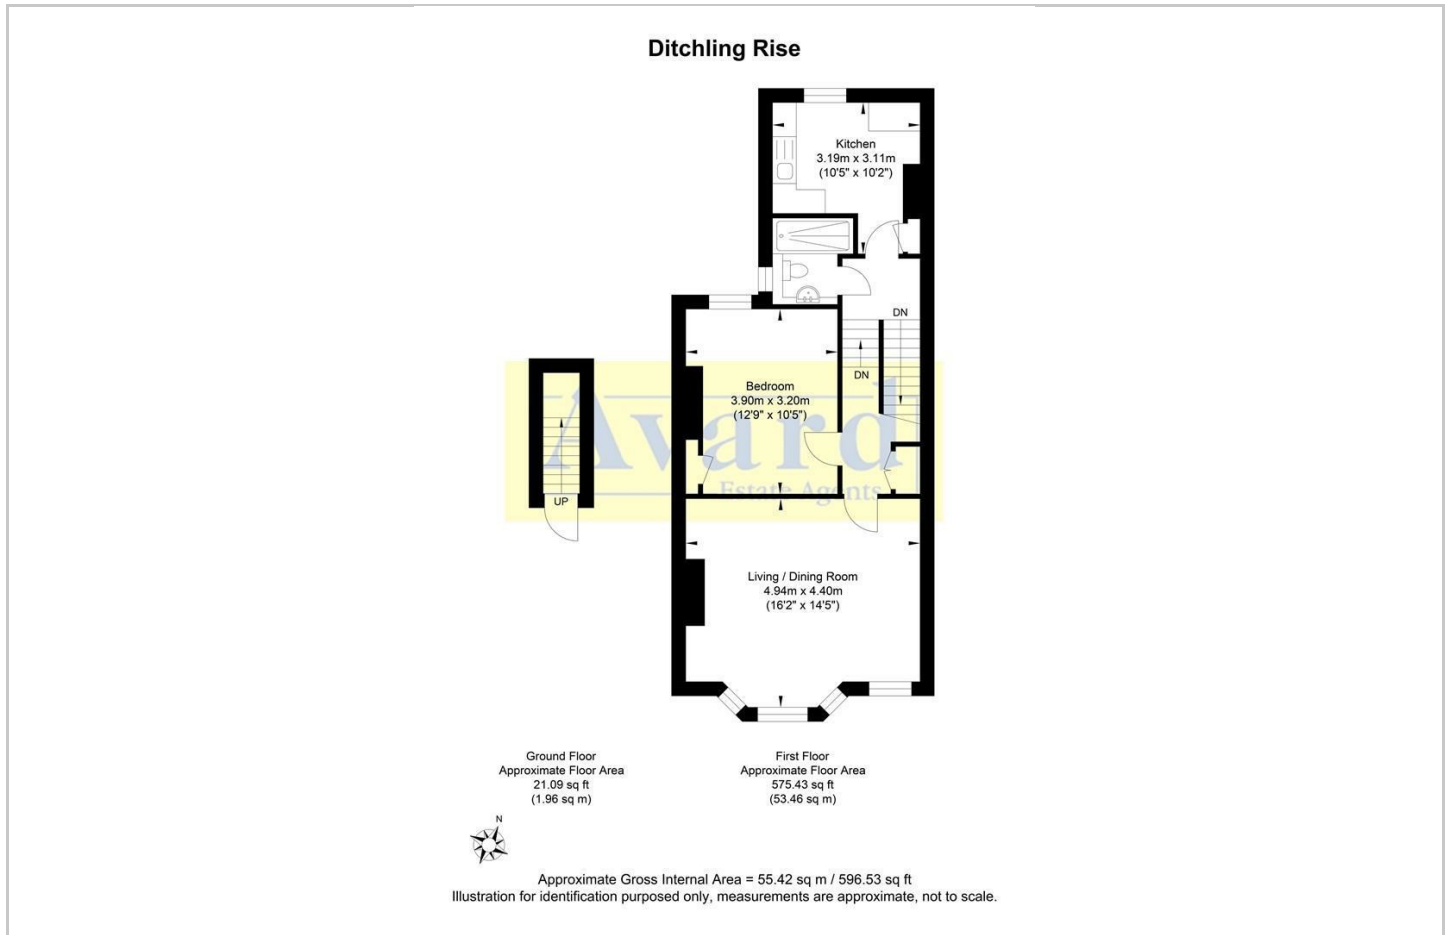 Ditchling Rise
Kitchen
3.19m x 3.11m
(10'5" x 10'2")
DN
DN
Bedroom
3.90m x 3.20m
(12'9" x 10'5")
Avard
Estate Agents
UP
Living / Dining Room
4.94m x 4.40m
(16'2" x 14'5")
Ground Floor
Approximate Floor Area
21.09 sq ft
(1.96 sq m)
First Floor
Approximate Floor Area
575.43 sq ft
(53.46 sq m)
N
Approximate Gross Internal Area = 55.42 sq m / 596.53 sq ft
Illustration for identification purposed only, measurements are approximate, not to scale.